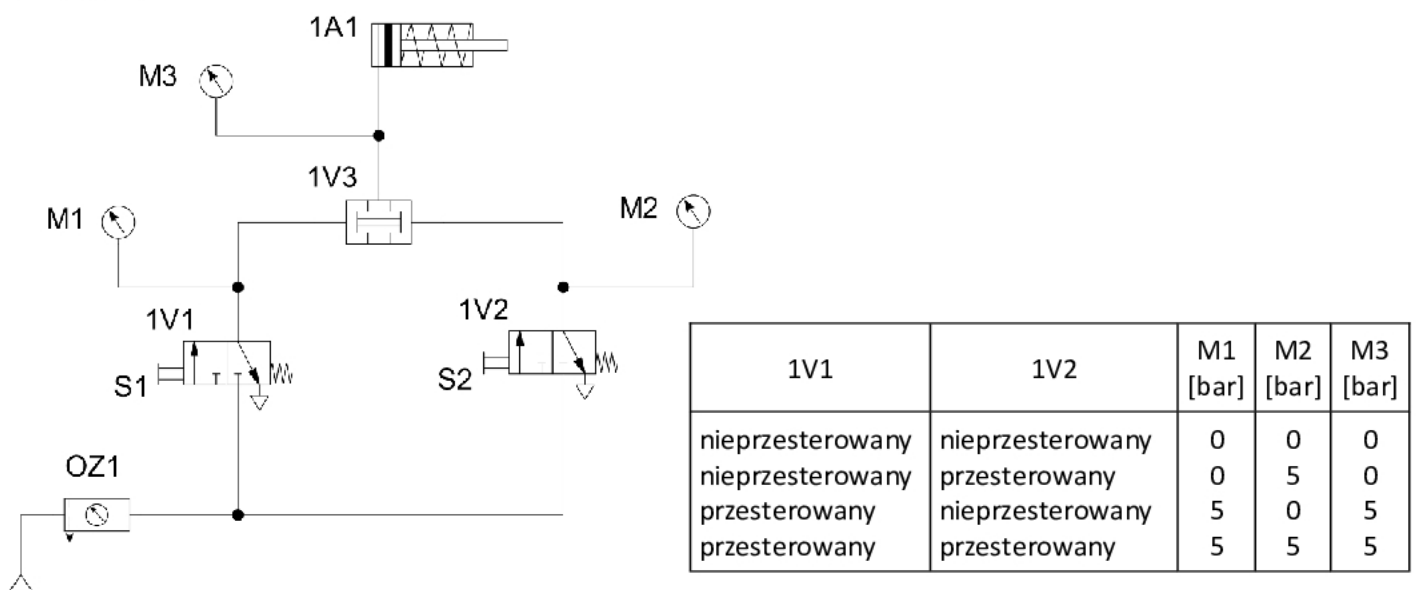 1A1
M3
1V3
M1
M2
1V1
1V2
S1
S2
OZ1
1V1 1V2 M1 [bar] M2 [bar] M3 [bar]
nieprzesterowany nieprzesterowany 0 0 0
nieprzesterowany przesterowany 0 5 0
przesterowany nieprzesterowany 5 0 5
przesterowany przesterowany 5 5 5